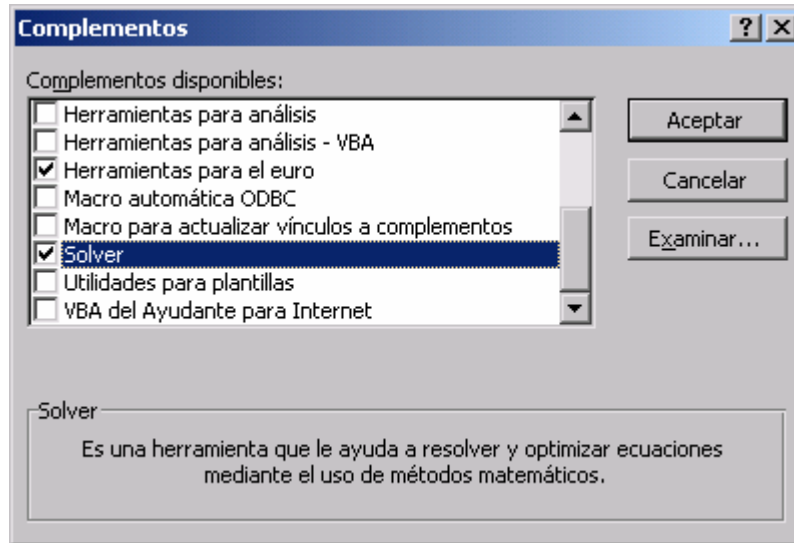 Complementos
Complementos disponibles:
Herramientas para análisis
Herramientas para análisis - VBA
Herramientas para el euro
Macro automática ODBC
Macro para actualizar vínculos a complementos
Solver
Utilidades para plantillas
VBA del Ayudante para Internet
Aceptar
Cancelar
Examinar...
Solver
Es una herramienta que le ayuda a resolver y optimizar ecuaciones
mediante el uso de métodos matemáticos.